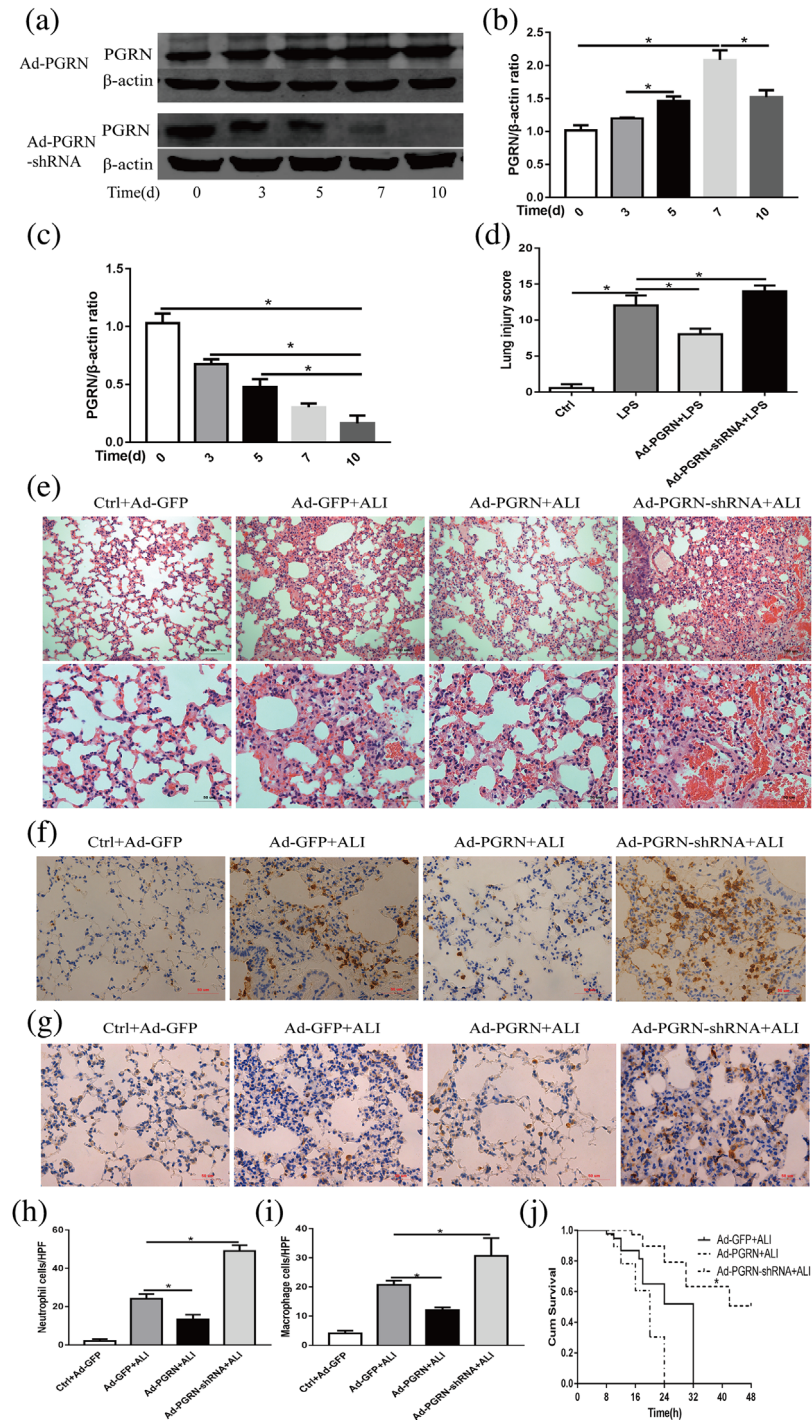 (a)
Ad-PGRN
PGRN
β-actin
Ad-PGRN
-shRNA
PGRN
β-actin
Time(d) 0 3 5 7 10
(b)
PGRN/β-actin ratio
2.5
2.0
1.5
1.0
0.5
0.0
* * *
Time(d) 0 3 5 7 10
(c)
PGRN/β-actin ratio
1.5
1.0
0.5
0.0
* * *
Time(d) 0 3 5 7 10
(d)
Lung injury score
20
15
10
5
0
* * *
Ctrl LPS Ad-PGRN+LPS Ad-PGRN-shRNA+LPS
(e)
Ctrl+Ad-GFP Ad-GFP+ALI Ad-PGRN+ALI Ad-PGRN-shRNA+ALI
(f)
Ctrl+Ad-GFP Ad-GFP+ALI Ad-PGRN+ALI Ad-PGRN-shRNA+ALI
(g)
Ctrl+Ad-GFP Ad-GFP+ALI Ad-PGRN+ALI Ad-PGRN-shRNA+ALI
(h)
Neutrophil cells/HPF
60
40
20
0
* *
Ctrl+Ad-GFP Ad-GFP+ALI Ad-PGRN+ALI Ad-PGRN-shRNA+ALI
(i)
Macrophage cells/HPF
40
30
20
10
0
* *
Ctrl+Ad-GFP Ad-GFP+ALI Ad-PGRN+ALI Ad-PGRN-shRNA+ALI
(j)
Cum Survival
1.0
0.8
0.6
0.4
0.2
0.0
Ad-GFP+ALI
Ad-PGRN+ALI
Ad-PGRN-shRNA+ALI
*
0 8 16 24 32 40 48
Time(h)